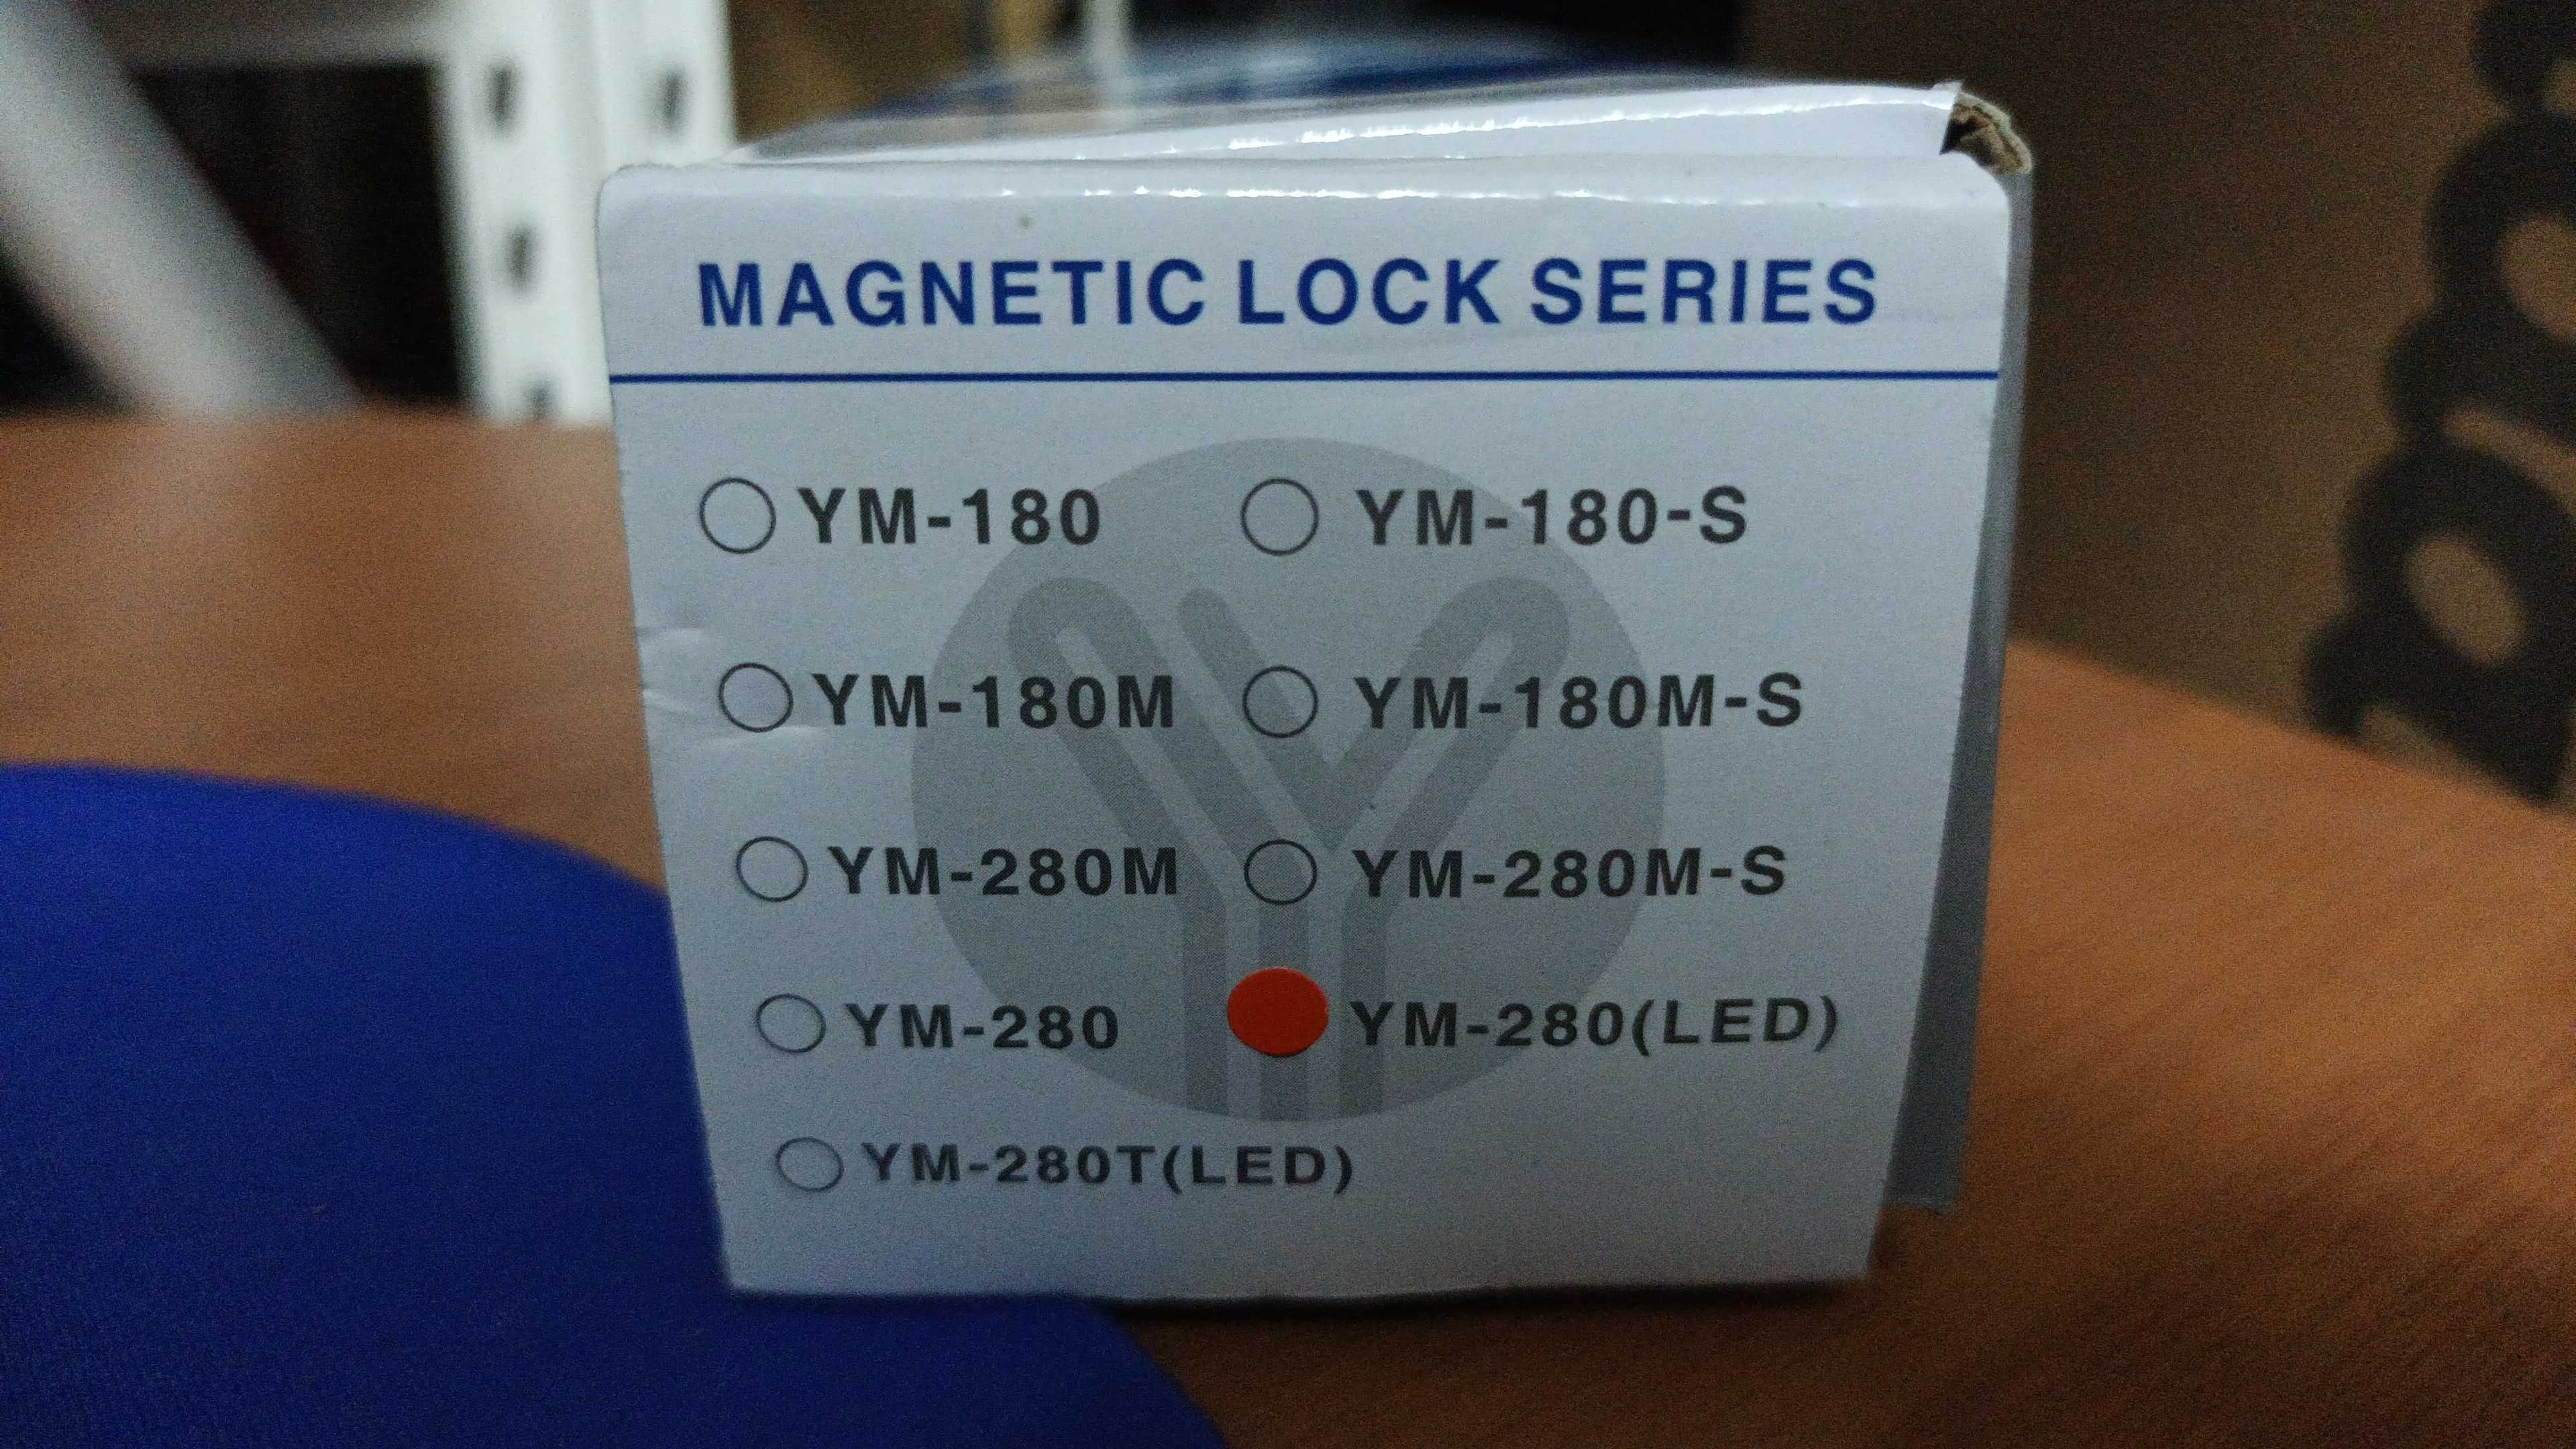 MAGNETIC LOCK SERIES
YM-180 YM-180-S
YM-180M YM-180M-S
YM-280M YM-280M-S
YM-280 YM-280(LED)
YM-280T(LED)